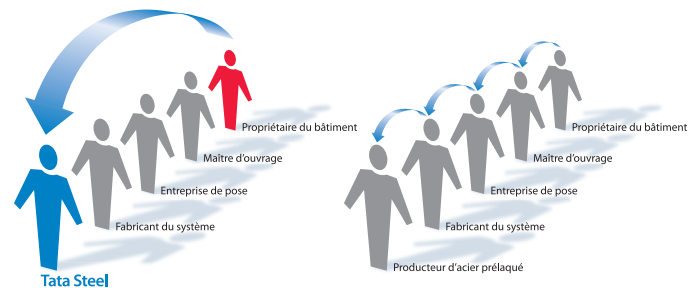 Propriétaire du bâtiment
Maître d'ouvrage
Entreprise de pose
Fabricant du système
Tata Steel
Propriétaire du bâtiment
Maître d'ouvrage
Entreprise de pose
Fabricant du système
Producteur d'acier prélaqué